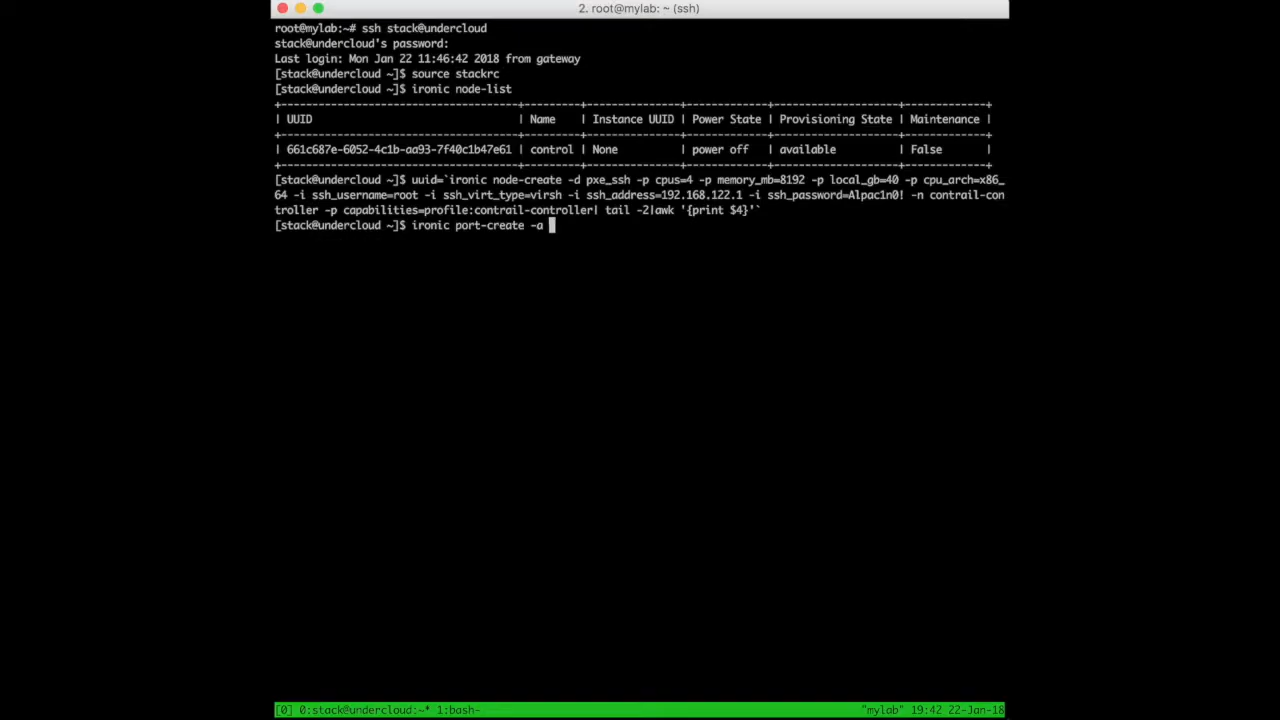 2. root@mylab: ~ (ssh)
root@mylab:~# ssh stack@undercloud
stack@undercloud's password:
Last login: Mon Jan 22 11:46:42 2018 from gateway
[stack@undercloud ~]$ source stackrc
[stack@undercloud ~]$ ironic node-list
+--------------------------------------+---------+---------------+-------------+--------------------+-------------+
| UUID                                 | Name    | Instance UUID | Power State | Provisioning State | Maintenance |
+--------------------------------------+---------+---------------+-------------+--------------------+-------------+
| 661c687e-6052-4c1b-aa93-7f40c1b47e61 | control | None          | power off   | available          | False       |
+--------------------------------------+---------+---------------+-------------+--------------------+-------------+
[stack@undercloud ~]$ uuid=`ironic node-create -d pxe_ssh -p cpus=4 -p memory_mb=8192 -p local_gb=40 -p cpu_arch=x86_
64 -i ssh_username=root -i ssh_virt_type=virsh -i ssh_address=192.168.122.1 -i ssh_password=Alpac1n0! -n contrail-con
troller -p capabilities=profile:contrail-controller| tail -2|awk '{print $4}'`
[stack@undercloud ~]$ ironic port-create -a
[0] 0:stack@undercloud:~* 1:bash- "mylab" 19:42 22-Jan-18